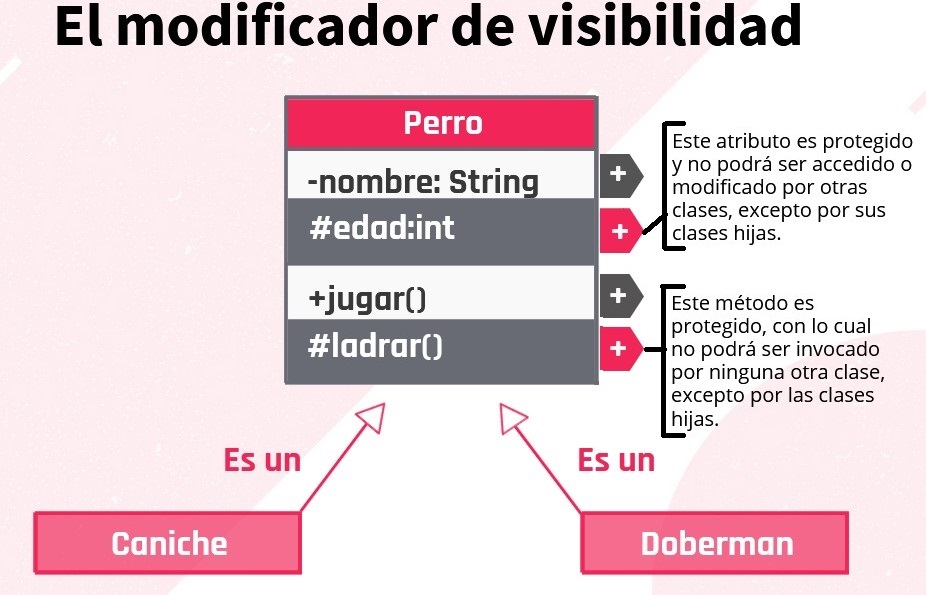 El modificador de visibilidad
Perro
-nombre: String
+
#edad:int
+
Este atributo es protegido
y no podrá ser accedido o
modificado por otras
clases, excepto por sus
clases hijas.
+jugar()
+
#ladrar()
+
Este método es
protegido, con lo cual
no podrá ser invocado
por ninguna otra clase,
excepto por las clases
hijas.
Es un
Es un
Caniche
Doberman